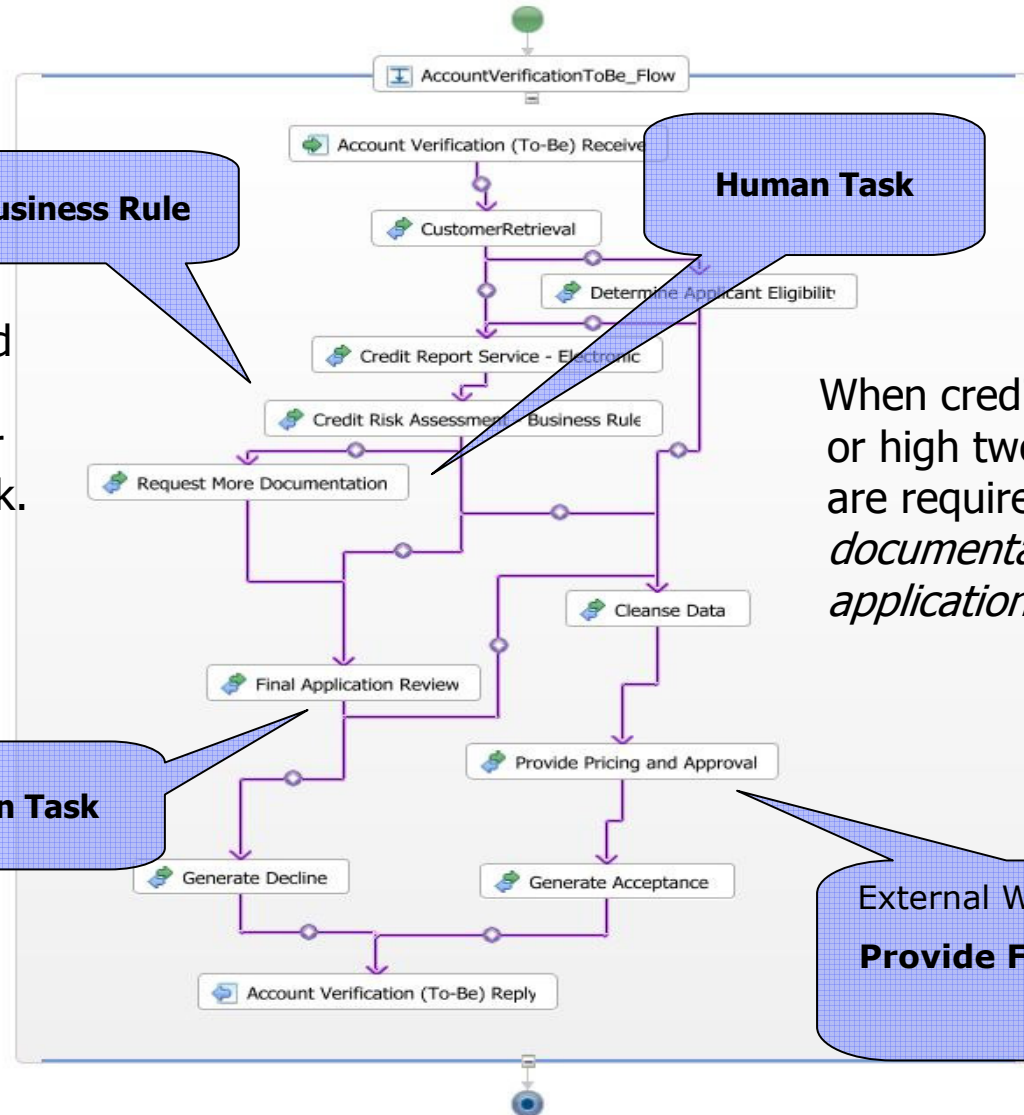 AccountVerificationToBe_Flow
Account Verification (To-Be) Receive
usiness Rule
Human Task
CustomerRetrieval
Determine Applicant Eligibilit
d
Credit Report Service - Electronic
r
When cred
Credit Risk Assessment - Business Rule
or high two
Request More Documentation
k.
are require
documenta
application
Cleanse Data
Final Application Review
Provide Pricing and Approval
n Task
Generate Decline
Generate Acceptance
External W
Provide F
Account Verification (To-Be) Reply